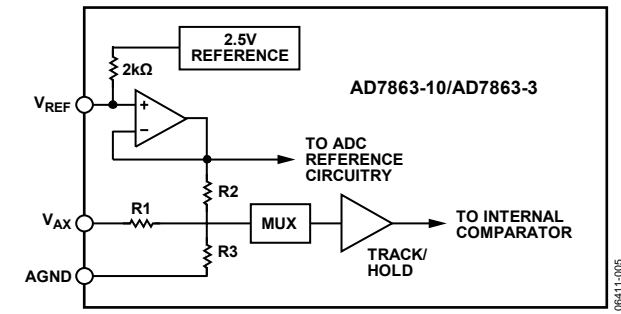 2.5V
REFERENCE
2kΩ
AD7863-10/AD7863-3
VREF
+
–
TO ADC
REFERENCE
CIRCUITRY
R2
VAX
R1
MUX
TO INTERNAL
COMPARATOR
R3
TRACK/
HOLD
AGND
06411-005